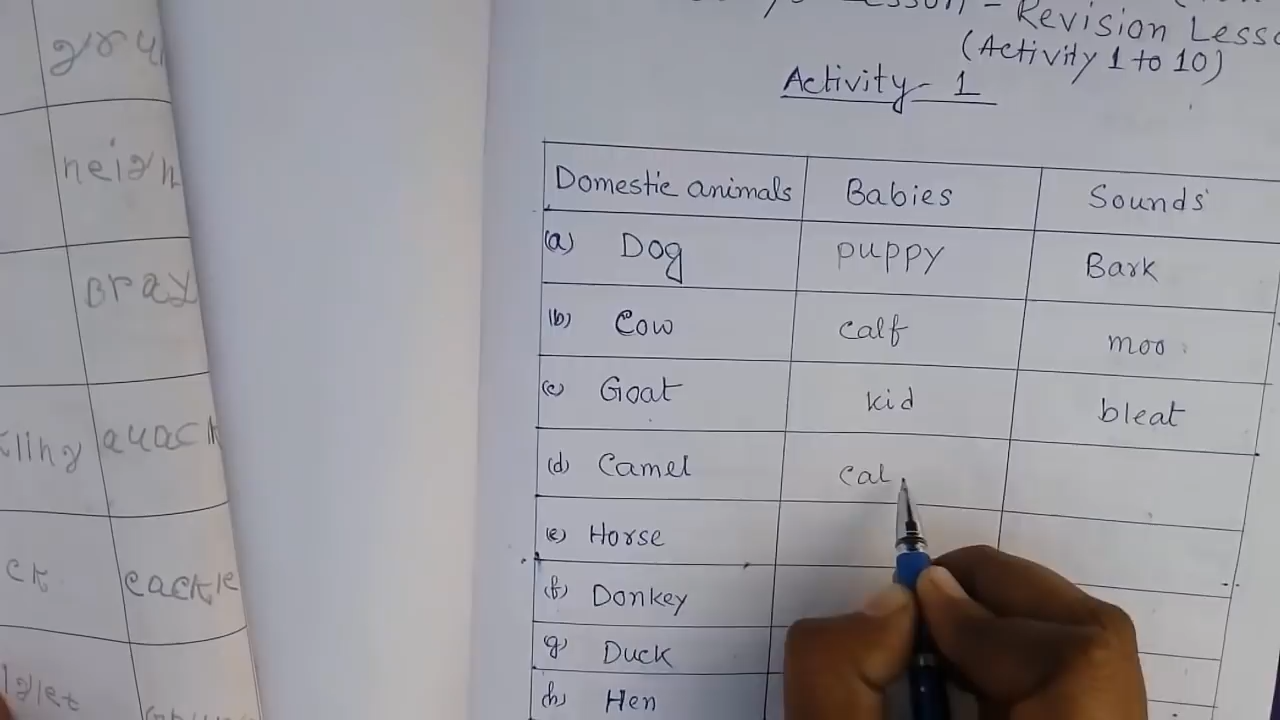 Lesson - Revision
(Activity 1 to 10)
Activity - 1
Domestic animals Babies Sounds
(a) Dog puppy Bark
(b) Cow calf moo
(c) Goat kid bleat
(d) Camel cal
(e) Horse
(f) Donkey
(g) Duck
(h) Hen
neigh
Bray
quack
cackle